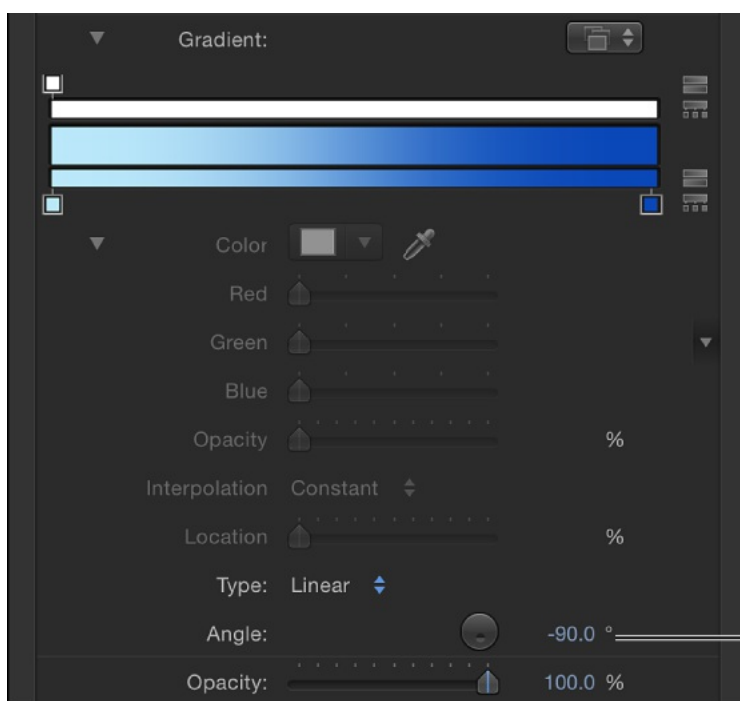 Gradient:
Color
Red
Green
Blue
Opacity %
Interpolation Constant
Location %
Type: Linear
Angle: -90.0 °
Opacity: 100.0 %